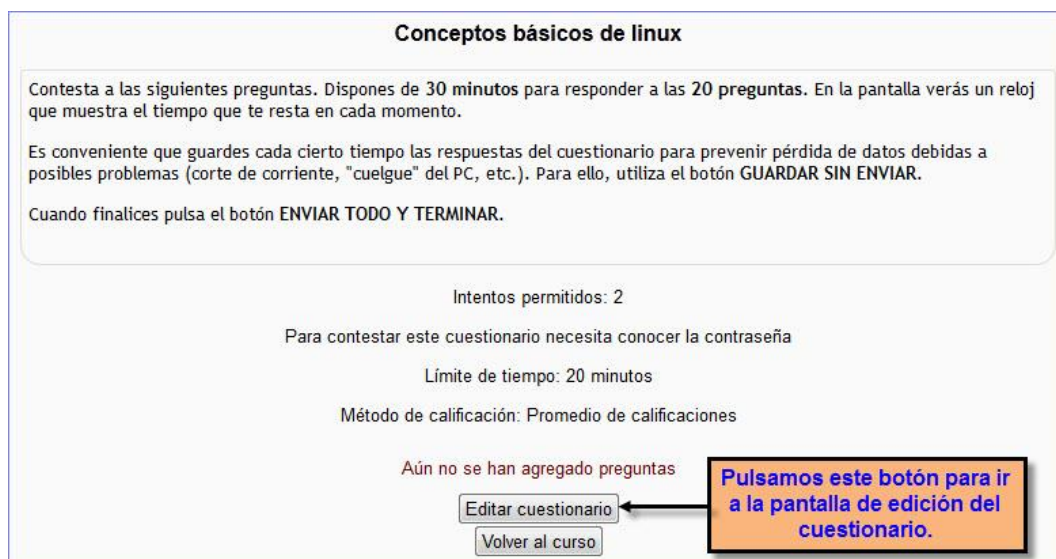 Conceptos básicos de linux
Contesta a las siguientes preguntas. Dispones de 30 minutos para responder a las 20 preguntas. En la pantalla verás un reloj
que muestra el tiempo que te resta en cada momento.
Es conveniente que guardes cada cierto tiempo las respuestas del cuestionario para prevenir pérdida de datos debidas a
posibles problemas (corte de corriente, "cuelgue" del PC, etc.). Para ello, utiliza el botón GUARDAR SIN ENVIAR.
Cuando finalices pulsa el botón ENVIAR TODO Y TERMINAR.
Intentos permitidos: 2
Para contestar este cuestionario necesita conocer la contraseña
Límite de tiempo: 20 minutos
Método de calificación: Promedio de calificaciones
Aún no se han agregado preguntas
Editar cuestionario
Volver al curso
Pulsamos este botón para ir
a la pantalla de edición del
cuestionario.